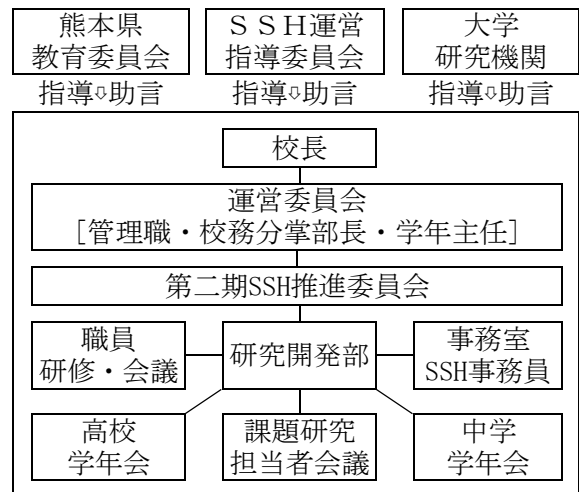 熊本県
教育委員会
ＳＳＨ運営
指導委員会
大学
研究機関
指導⇩助言
指導⇩助言
指導⇩助言
校長
運営委員会
[管理職・校務分掌部長・学年主任]
第二期SSH推進委員会
職員
研修・会議
研究開発部
事務室
SSH事務員
高校
学年会
課題研究
担当者会議
中学
学年会